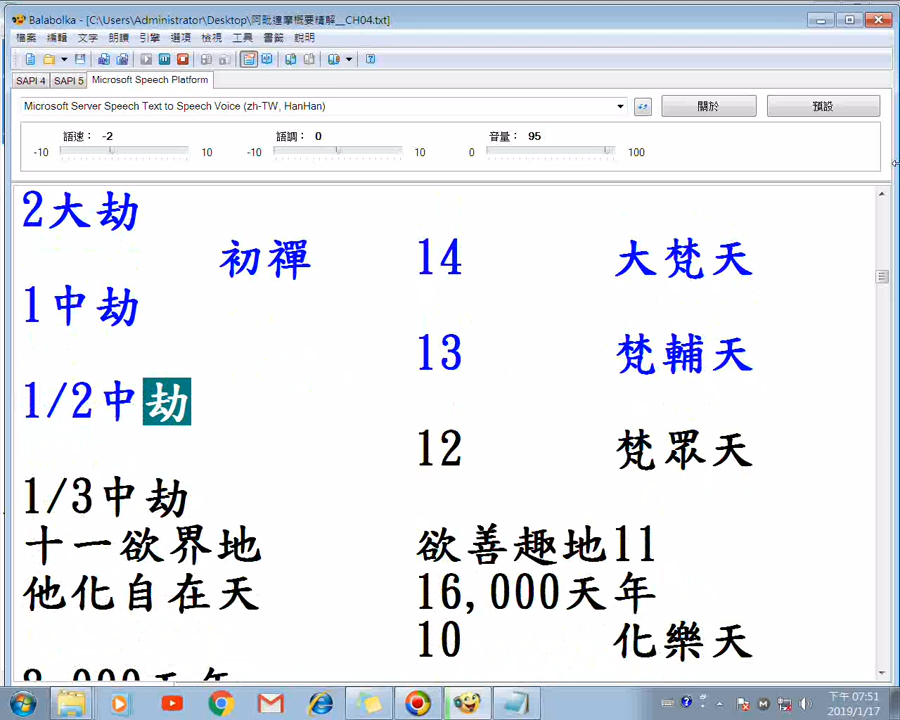 Balabolka - [C:\Users\Administrator\Desktop\阿毗達摩概要精解__CH04.txt]
檔案 編輯 文字 朗讀 引擎 選項 檢視 工具 書籤 說明
SAPI 4 SAPI 5 Microsoft Speech Platform
Microsoft Server Speech Text to Speech Voice (zh-TW, HanHan) 關於 預設
語速： -2 語調： 0 音量： 95
-10 10 -10 10 0 100
2大劫
初禪 14 大梵天
1中劫
13 梵輔天
1/2中劫
12 梵眾天
1/3中劫
十一欲界地 欲善趣地11
他化自在天 16,000天年
10 化樂天
8,000天年
下午 07:51
2019/1/17